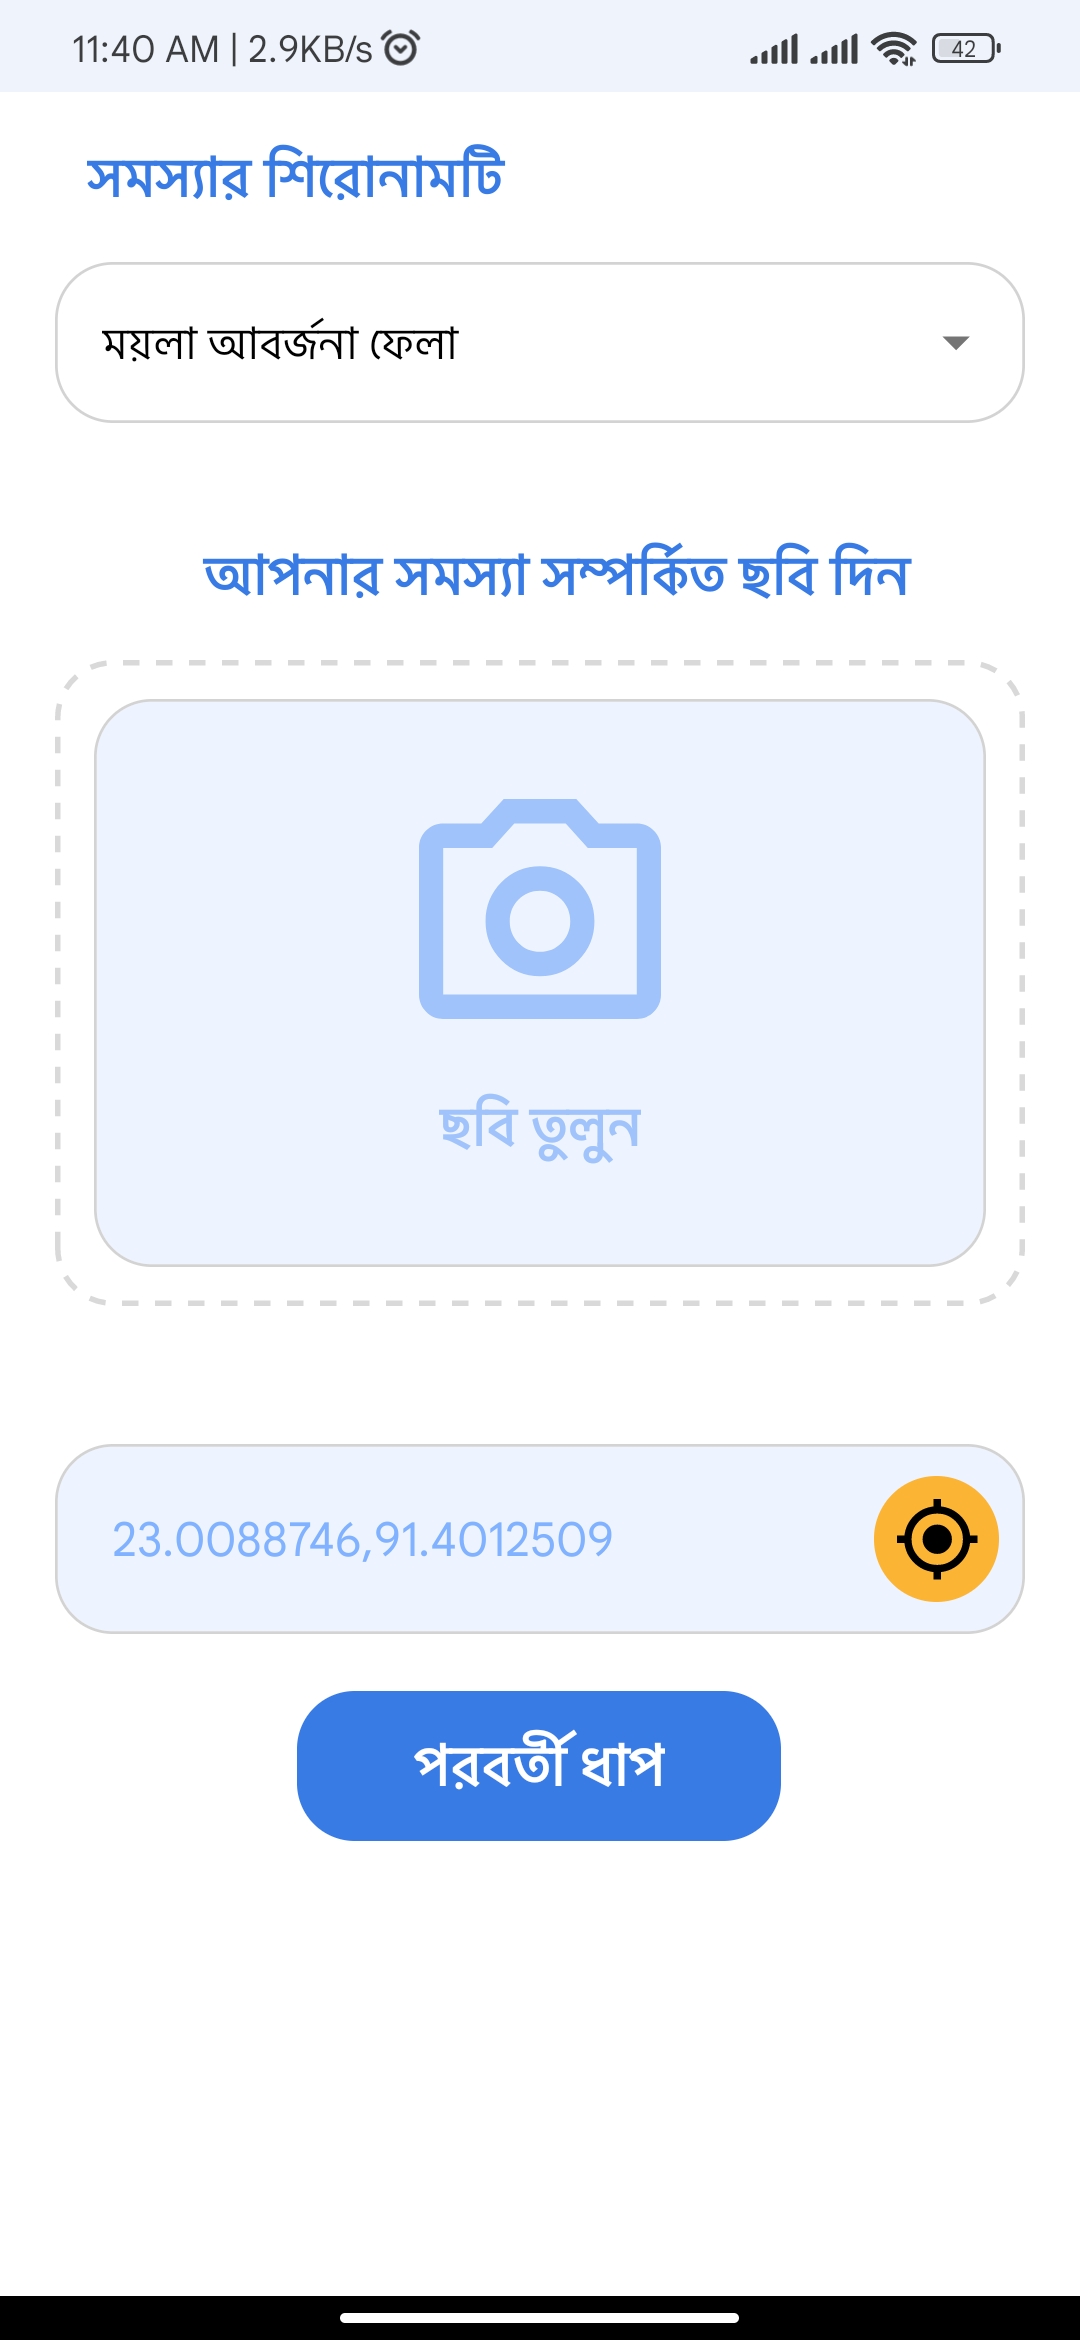 11:40 AM | 2.9KB/s 42
সমস্যার শিরোনামটি
ময়লা আবর্জনা ফেলা
আপনার সমস্যা সম্পর্কিত ছবি দিন
ছবি তুলুন
23.0088746,91.4012509
পরবর্তী ধাপ